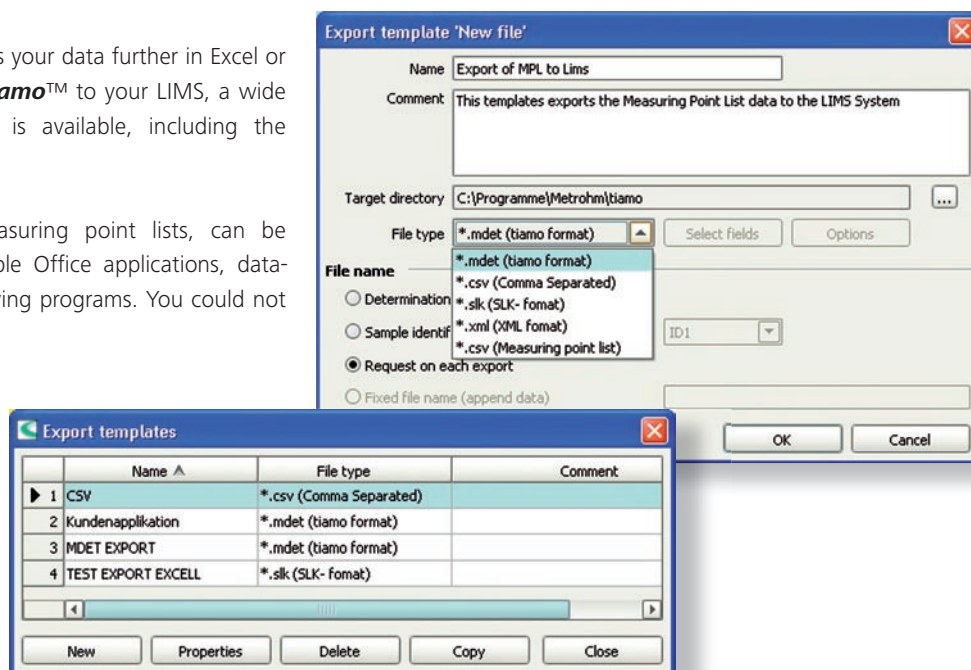 s your data further in Excel or
amo™ to your LIMS, a wide
is available, including the
asuring point lists, can be
ble Office applications, data-
ving programs. You could not
Export template 'New file'
Name Export of MPL to Lims
Comment This templates exports the Measuring Point List data to the LIMS System
Target directory C:\Programme\Metrohm\tiamo ...
File type *.mdet (tiamo format) Select fields Options
*.mdet (tiamo format)
*.csv (Comma Separated)
*.slk (SLK- fomat)
*.xml (XML fomat)
*.csv (Measuring point list)
File name
Determination
Sample identif ID1
Request on each export
Fixed file name (append data)
OK Cancel
Export templates
Name File type Comment
1 CSV *.csv (Comma Separated)
2 Kundenapplikation *.mdet (tiamo format)
3 MDET EXPORT *.mdet (tiamo format)
4 TEST EXPORT EXCELL *.slk (SLK- fomat)
New Properties Delete Copy Close